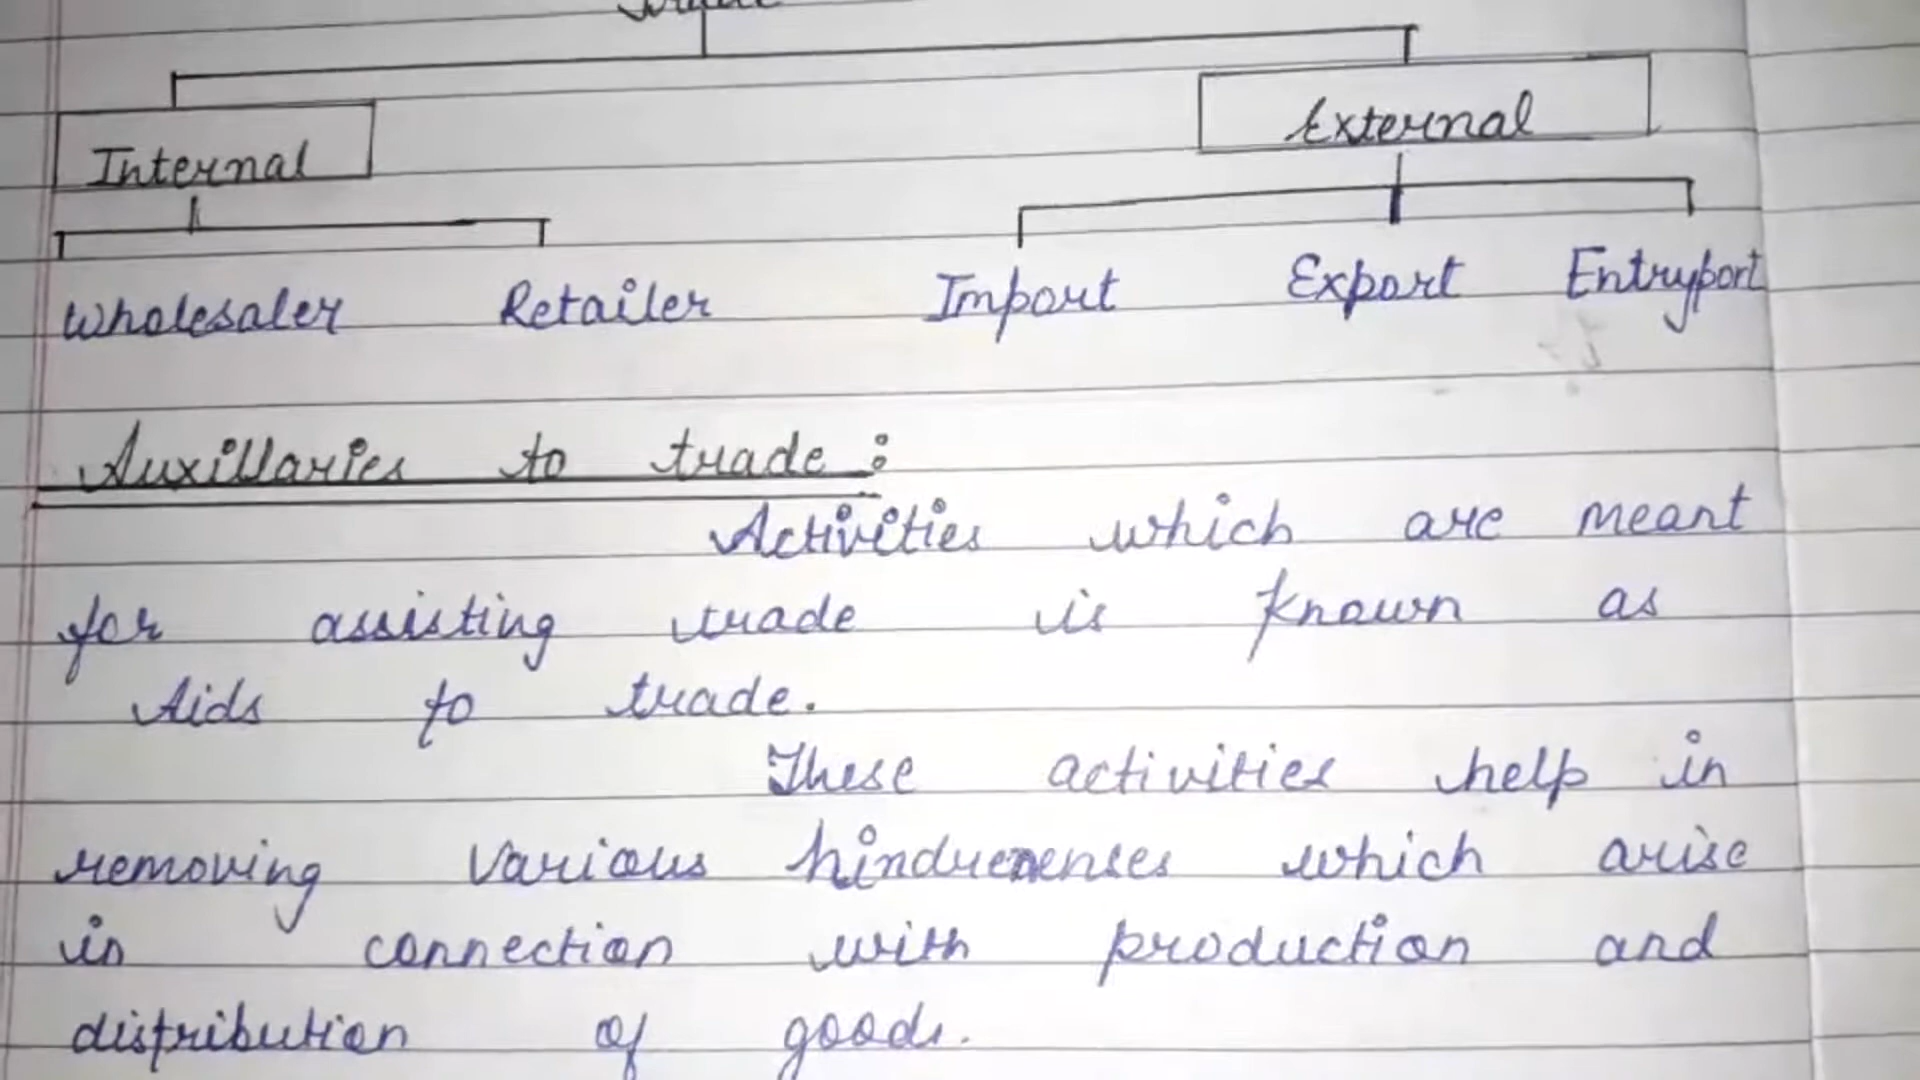 Trade
Internal External
Wholesaler Retailer Import Export Entryport
Auxillaries to trade :
Activities which are meant
for assisting trade is known as
Aids to trade.
These activities help in
removing various
which arise
in connection with production and
distribution of goods.